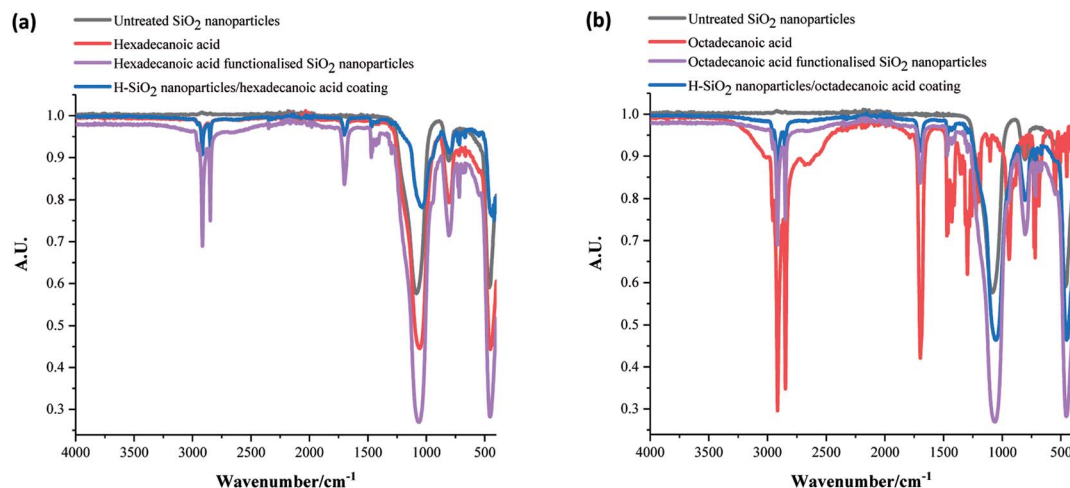 (a)
Untreated SiO2 nanoparticles
Hexadecanoic acid
Hexadecanoic acid functionalised SiO2 nanoparticles
H-SiO2 nanoparticles/hexadecanoic acid coating
1.0
0.9
0.8
0.7
0.6
0.5
0.4
0.3
A.U.
4000 3500 3000 2500 2000 1500 1000 500
Wavenumber/cm-1
(b)
Untreated SiO2 nanoparticles
Octadecanoic acid
Octadecanoic acid functionalised SiO2 nanoparticles
H-SiO2 nanoparticles/octadecanoic acid coating
1.0
0.9
0.8
0.7
0.6
0.5
0.4
0.3
A.U.
4000 3500 3000 2500 2000 1500 1000 500
Wavenumber/cm-1